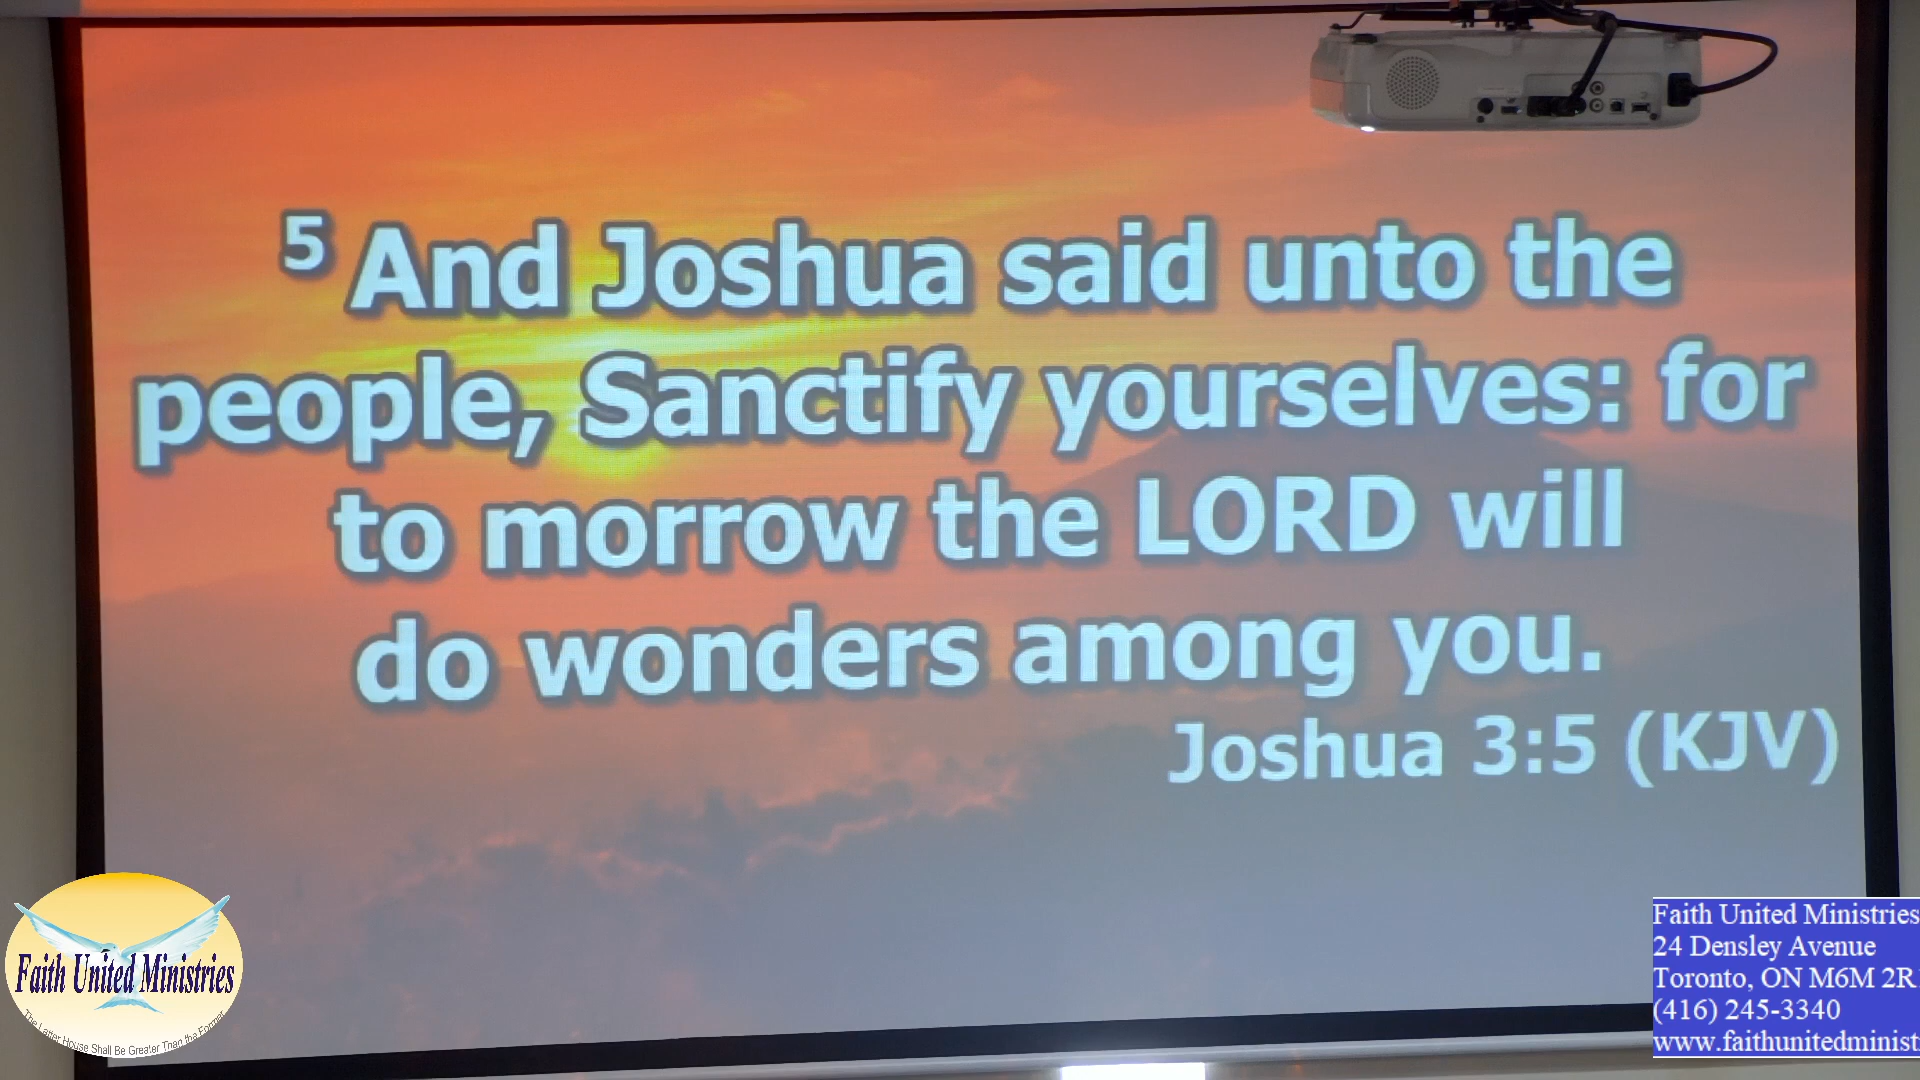 5 And Joshua said unto the
people, Sanctify yourselves: for
to morrow the LORD will
do wonders among you.
Joshua 3:5 (KJV)
Faith United Ministries
The Latter House Shall Be Greater Than the Former
Faith United Ministries
24 Densley Avenue
Toronto, ON M6M 2R
(416) 245-3340
www.faithunitedminist